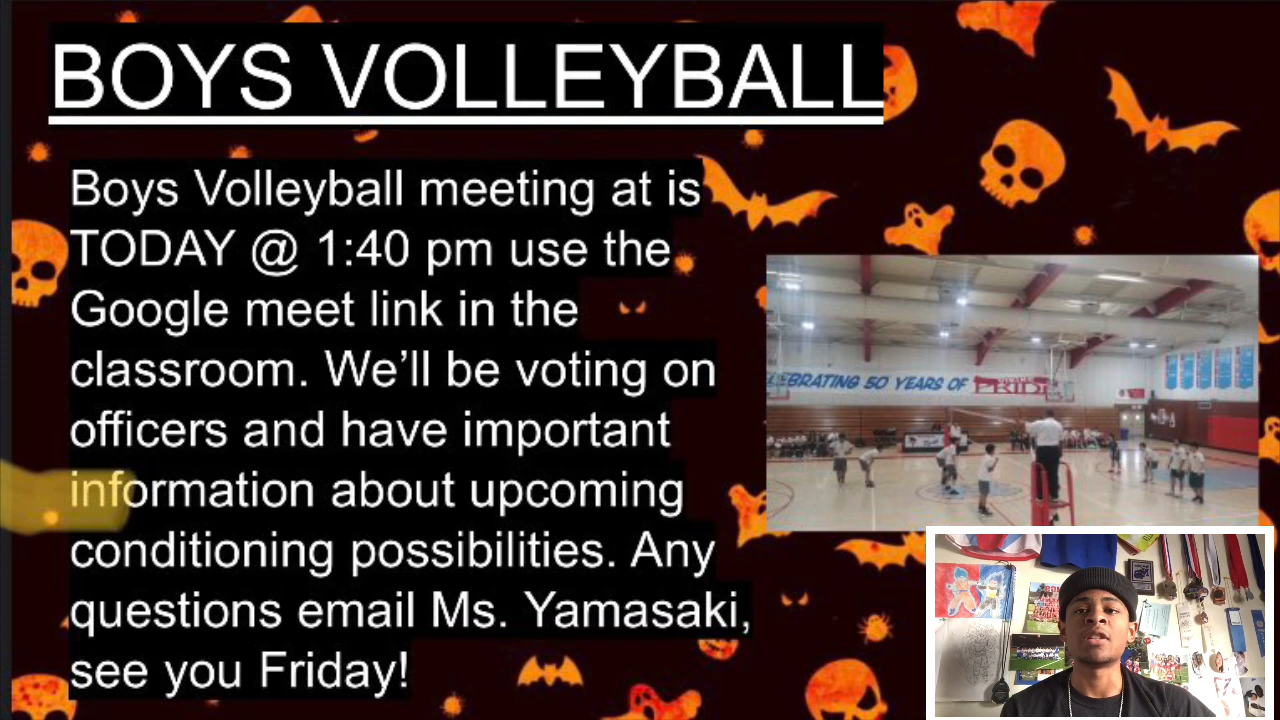 BOYS VOLLEYBALL
Boys Volleyball meeting at is
TODAY @ 1:40 pm use the
Google meet link in the
classroom. We’ll be voting on
officers and have important
information about upcoming
conditioning possibilities. Any
questions email Ms. Yamasaki,
see you Friday!
EBRATING 50 YEARS OF
PRIDE